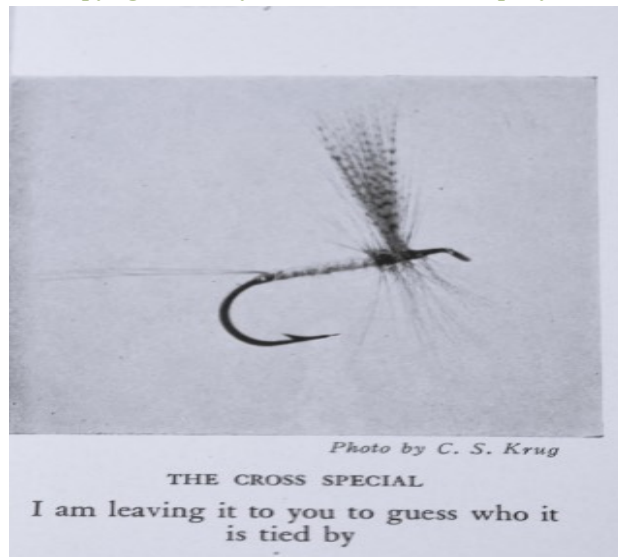 Photo by C. S. Krug
THE CROSS SPECIAL
I am leaving it to you to guess who it
is tied by